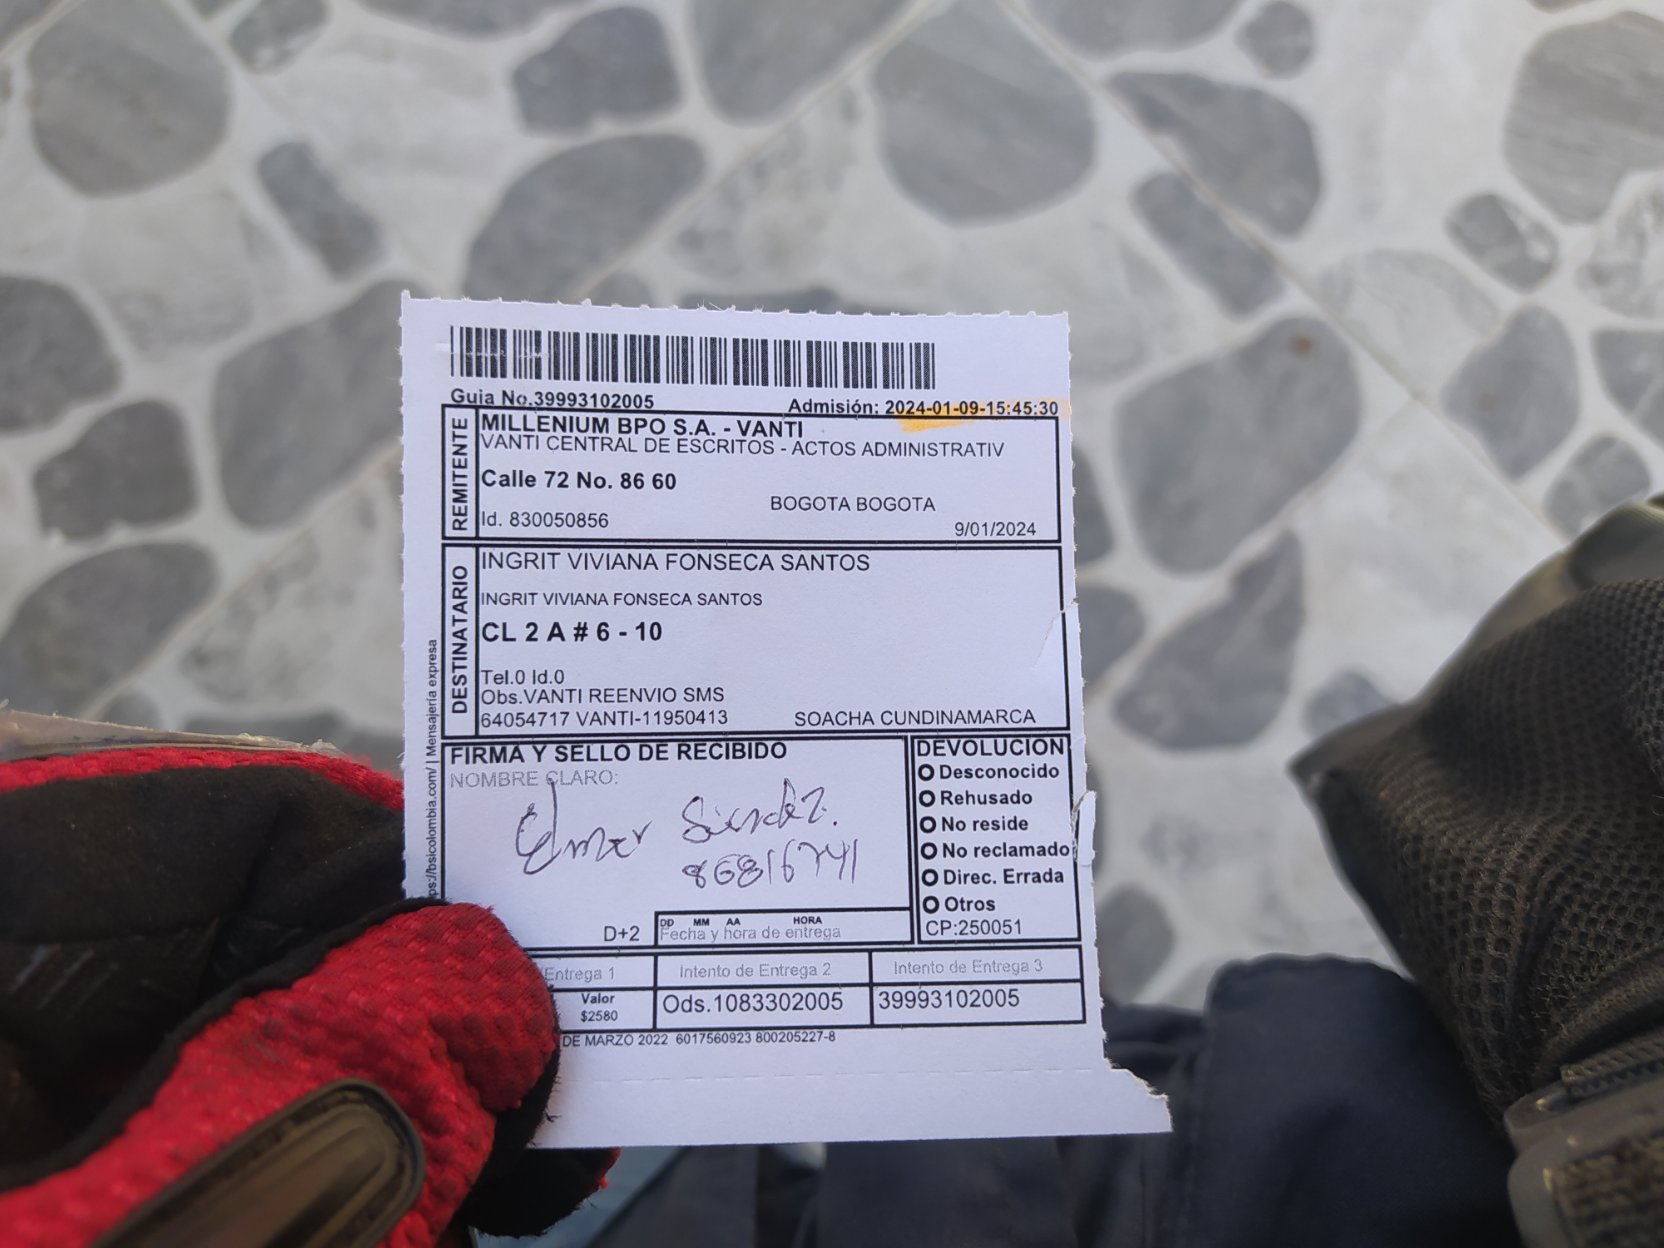 Guia No.39993102005
Admisión: 2024-01-09-15:45:30
REMITENTE
MILLENIUM BPO S.A. - VANTI
VANTI CENTRAL DE ESCRITOS - ACTOS ADMINISTRATIV
Calle 72 No. 86 60
BOGOTA BOGOTA
Id. 830050856
9/01/2024
DESTINATARIO
INGRIT VIVIANA FONSECA SANTOS
INGRIT VIVIANA FONSECA SANTOS
CL 2 A # 6 - 10
Tel.0 Id.0
Obs.VANTI REENVIO SMS
64054717 VANTI-11950413
SOACHA CUNDINAMARCA
ps://bsicolombia.com/ | Mensajería expresa
FIRMA Y SELLO DE RECIBIDO
NOMBRE CLARO:
D+2
DD MM AA HORA
Fecha y hora de entrega
DEVOLUCION
Desconocido
Rehusado
No reside
No reclamado
Direc. Errada
Otros
CP:250051
Entrega 1
Intento de Entrega 2
Intento de Entrega 3
Valor
$2580
Ods.1083302005
39993102005
DE MARZO 2022 6017560923 800205227-8